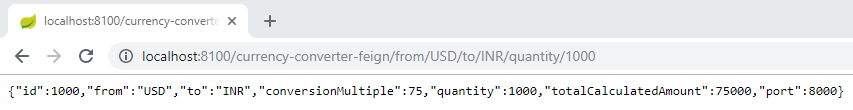 localhost:8100/currency-converte
localhost:8100/currency-converter-feign/from/USD/to/INR/quantity/1000
{"id":1000,"from":"USD","to":"INR","conversionMultiple":75,"quantity":1000,"totalCalculatedAmount":75000,"port":8000}